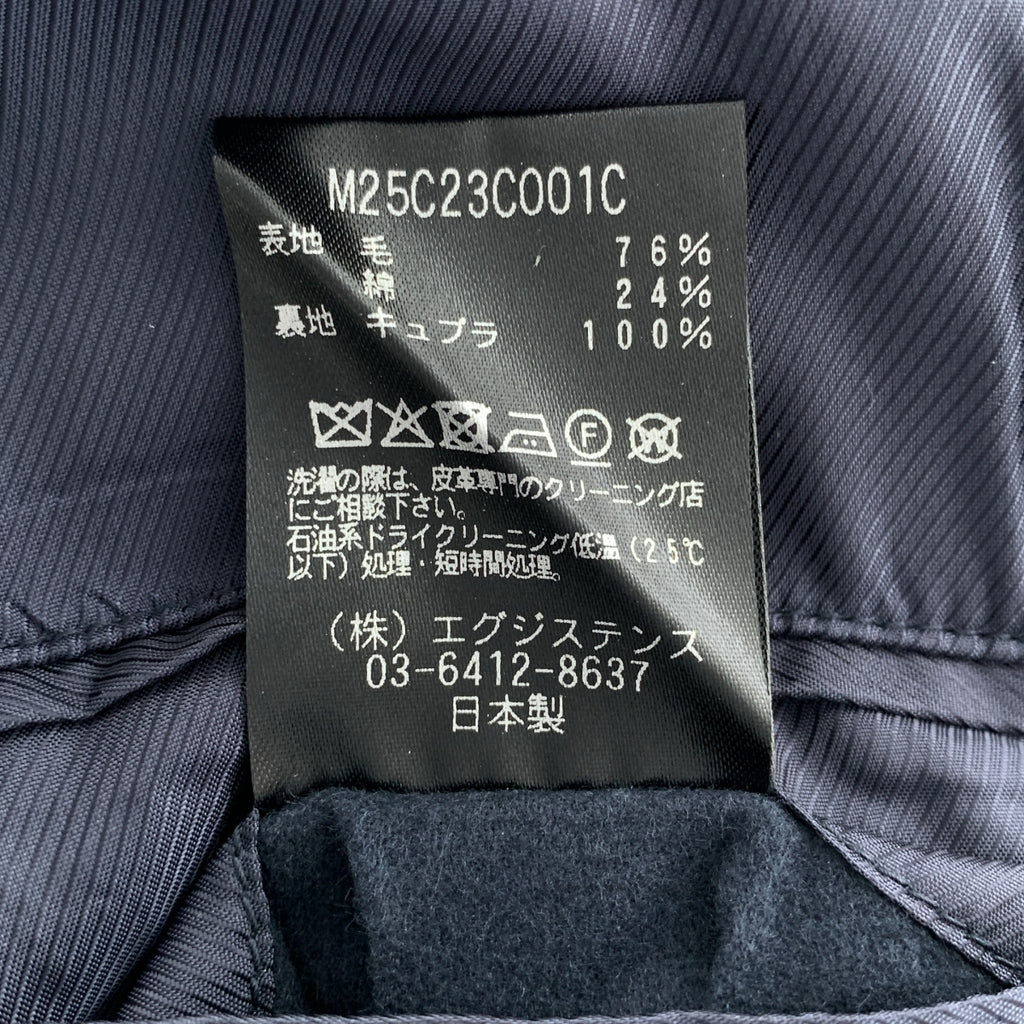 M25C23C001C
表地 毛 76%
綿 24%
裏地 キュプラ 100%
F
W
洗濯の際は、皮革専門のクリーニング店
にご相談下さい。
石油系ドライクリーニング低温(25℃
以下)処理・短時間処理。
(株)エグジステンス
03-6412-8637
日本製